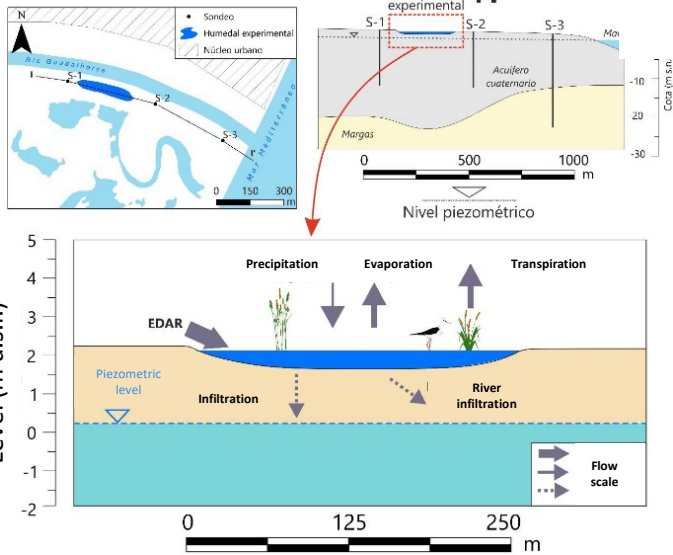 N
Sondeo
Humedal experimental
Núcleo urbano
Río Guadalhorce
I
S-1
S-2
S-3
I'
Mar Mediterráneo
0 150 300
m
experimental
S-1
S-2
S-3
Acuífero
cuaternario
Margas
-10
-20
-30
Cota (m s.n.
0 500 1000
m
Nivel piezométrico
5
4
3
2
1
0
-1
-2
Precipitation
Evaporation
Transpiration
EDAR
Piezometric
level
Infiltration
River
infiltration
Flow
scale
0 125 250
m